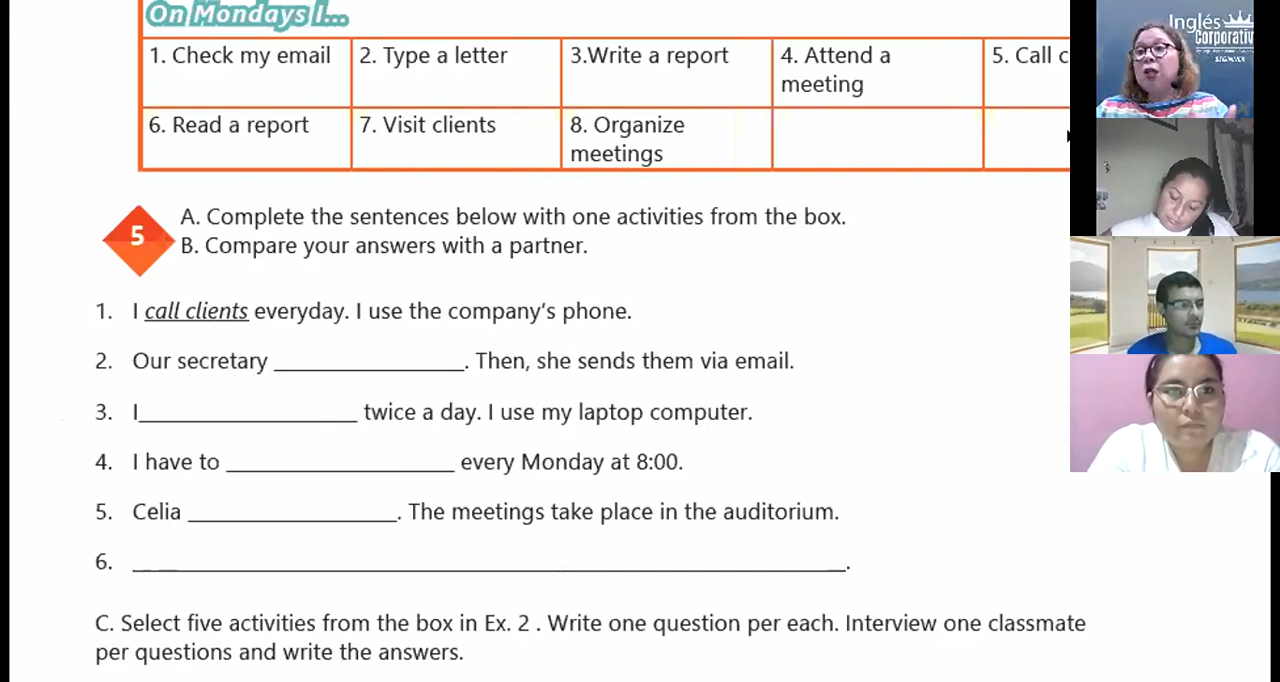 On Mondays I...
1. Check my email
2. Type a letter
3.Write a report
4. Attend a
meeting
5. Call c
6. Read a report
7. Visit clients
8. Organize
meetings
5
A. Complete the sentences below with one activities from the box.
B. Compare your answers with a partner.
1. I call clients everyday. I use the company's phone.
2. Our secretary _________________. Then, she sends them via email.
3. I____________________ twice a day. I use my laptop computer.
4. I have to _____________________ every Monday at 8:00.
5. Celia ___________________. The meetings take place in the auditorium.
6. ______________________________________________________________.
C. Select five activities from the box in Ex. 2 . Write one question per each. Interview one classmate
per questions and write the answers.
Inglés
Corporativ